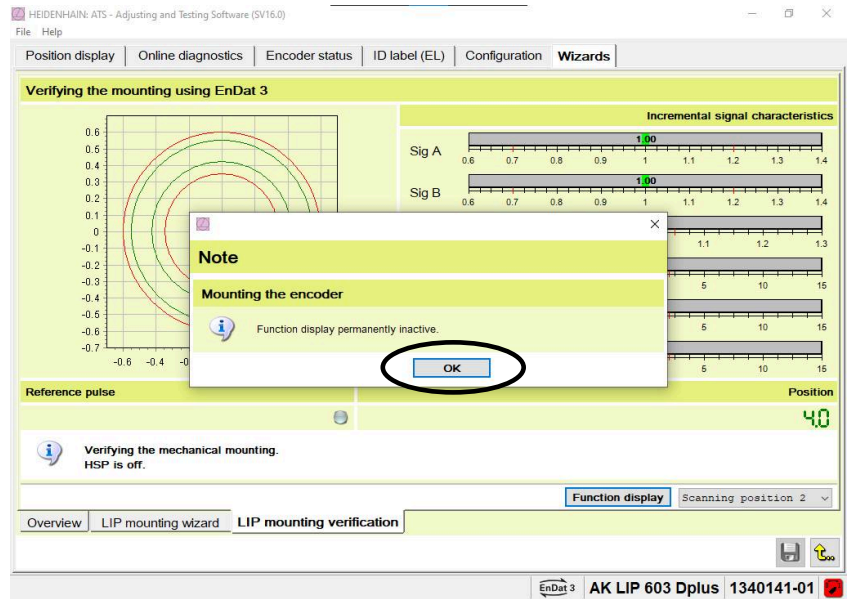 HEIDENHAIN: ATS - Adjusting and Testing Software (SV16.0)
File Help
Position display Online diagnostics Encoder status ID label (EL) Configuration Wizards
Verifying the mounting using EnDat 3
Incremental signal characteristics
0.6
0.5
0.4
0.3
0.2
0.1
0
-0.1
-0.2
-0.3
-0.4
-0.5
-0.6
-0.7
-0.6 -0.4
Sig A
1.00
0.6 0.7 0.8 0.9 1 1.1 1.2 1.3 1.4
Sig B
1.00
0.6 0.7 0.8 0.9 1 1.1 1.2 1.3 1.4
1.1 1.2 1.3
5 10 15
5 10 15
5 10 15
Note
Mounting the encoder
Function display permanently inactive.
OK
Reference pulse
Position
4.0
Verifying the mechanical mounting.
HSP is off.
Function display Scanning position 2
Overview LIP mounting wizard LIP mounting verification
EnDat 3 AK LIP 603 Dplus 1340141-01